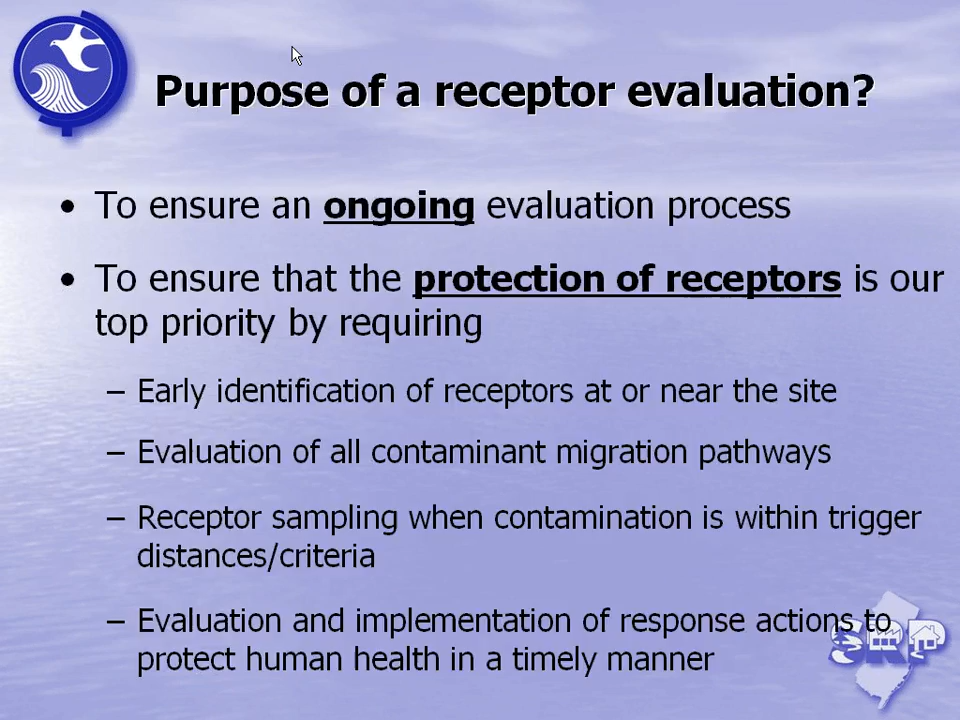 Purpose of a receptor evaluation?
• To ensure an ongoing evaluation process
• To ensure that the protection of receptors is our
top priority by requiring
– Early identification of receptors at or near the site
– Evaluation of all contaminant migration pathways
– Receptor sampling when contamination is within trigger
distances/criteria
– Evaluation and implementation of response actions to
protect human health in a timely manner
SRP